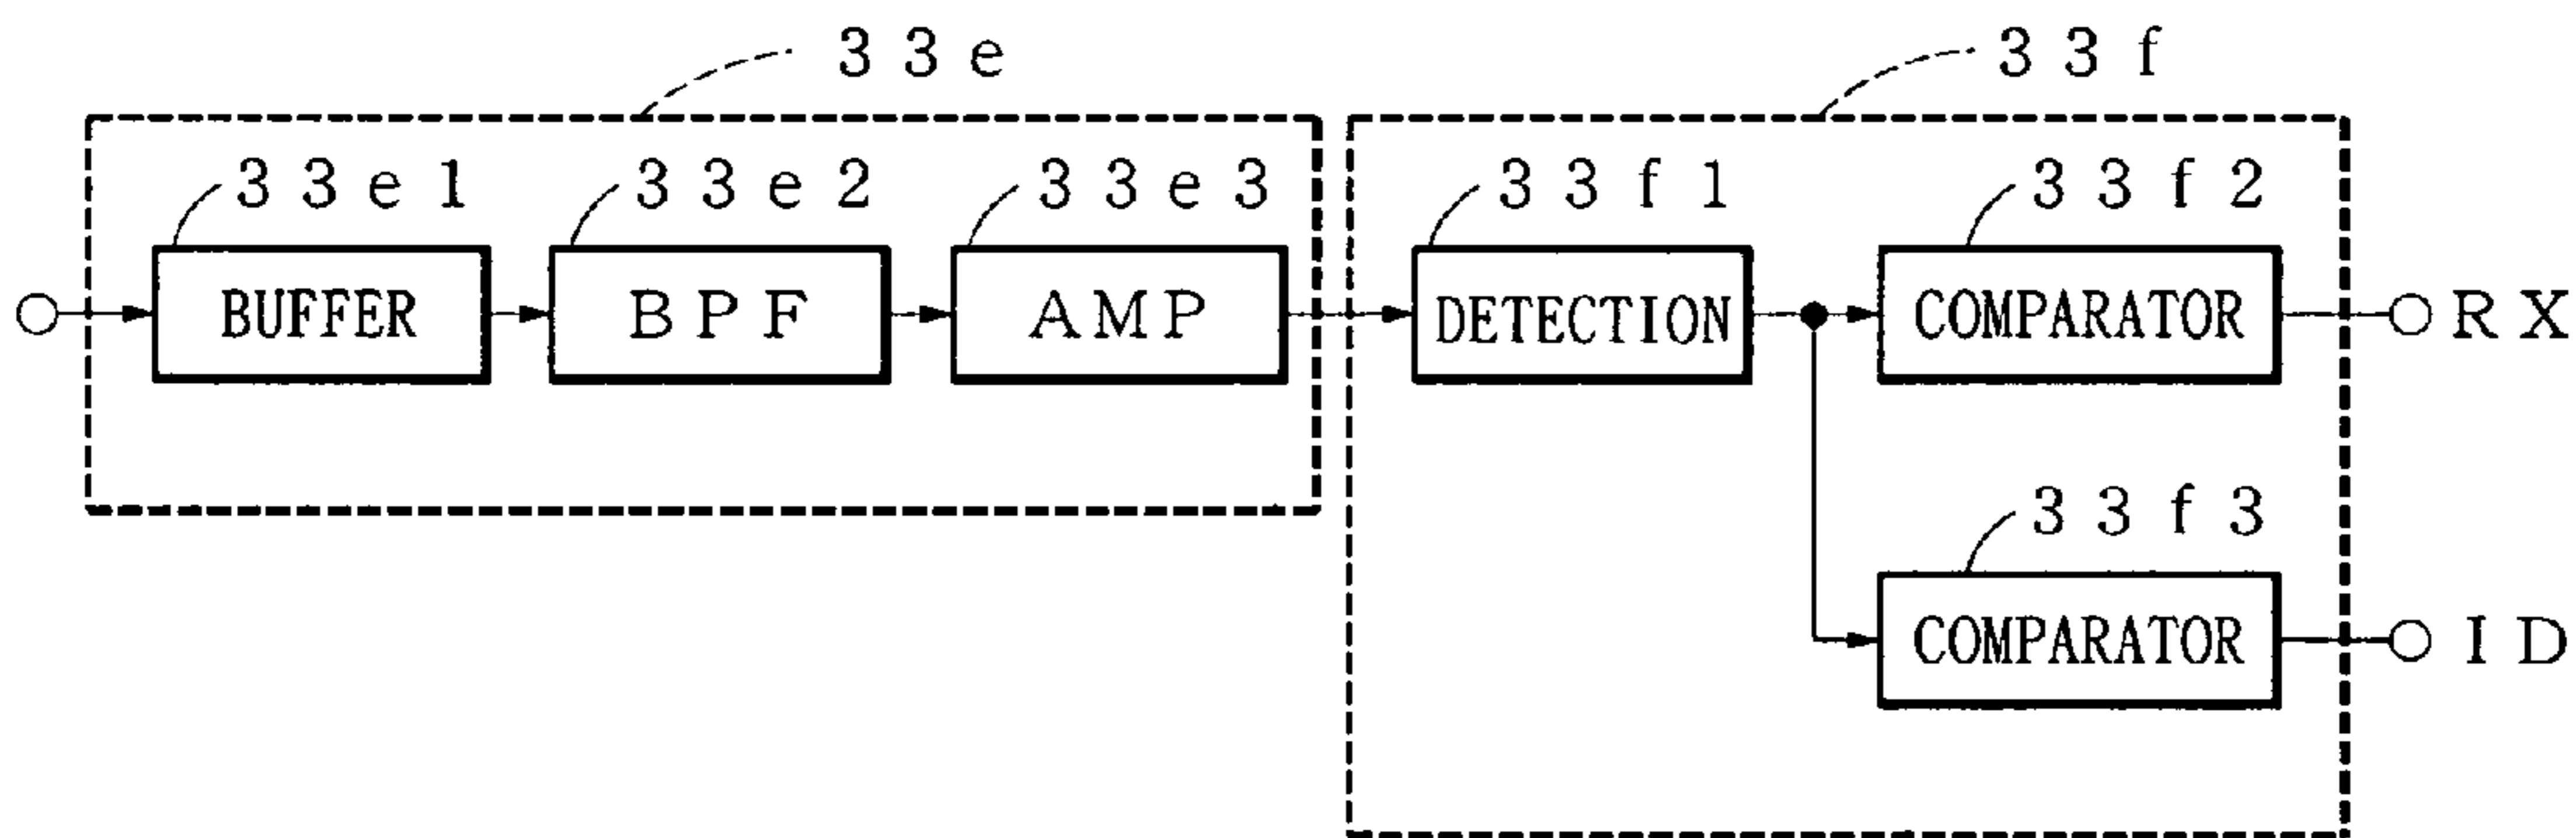 33e 33f
33e1 33e2 33e3 33f1 33f2
BUFFER BPF AMP DETECTION COMPARATOR RX
33f3
COMPARATOR ID